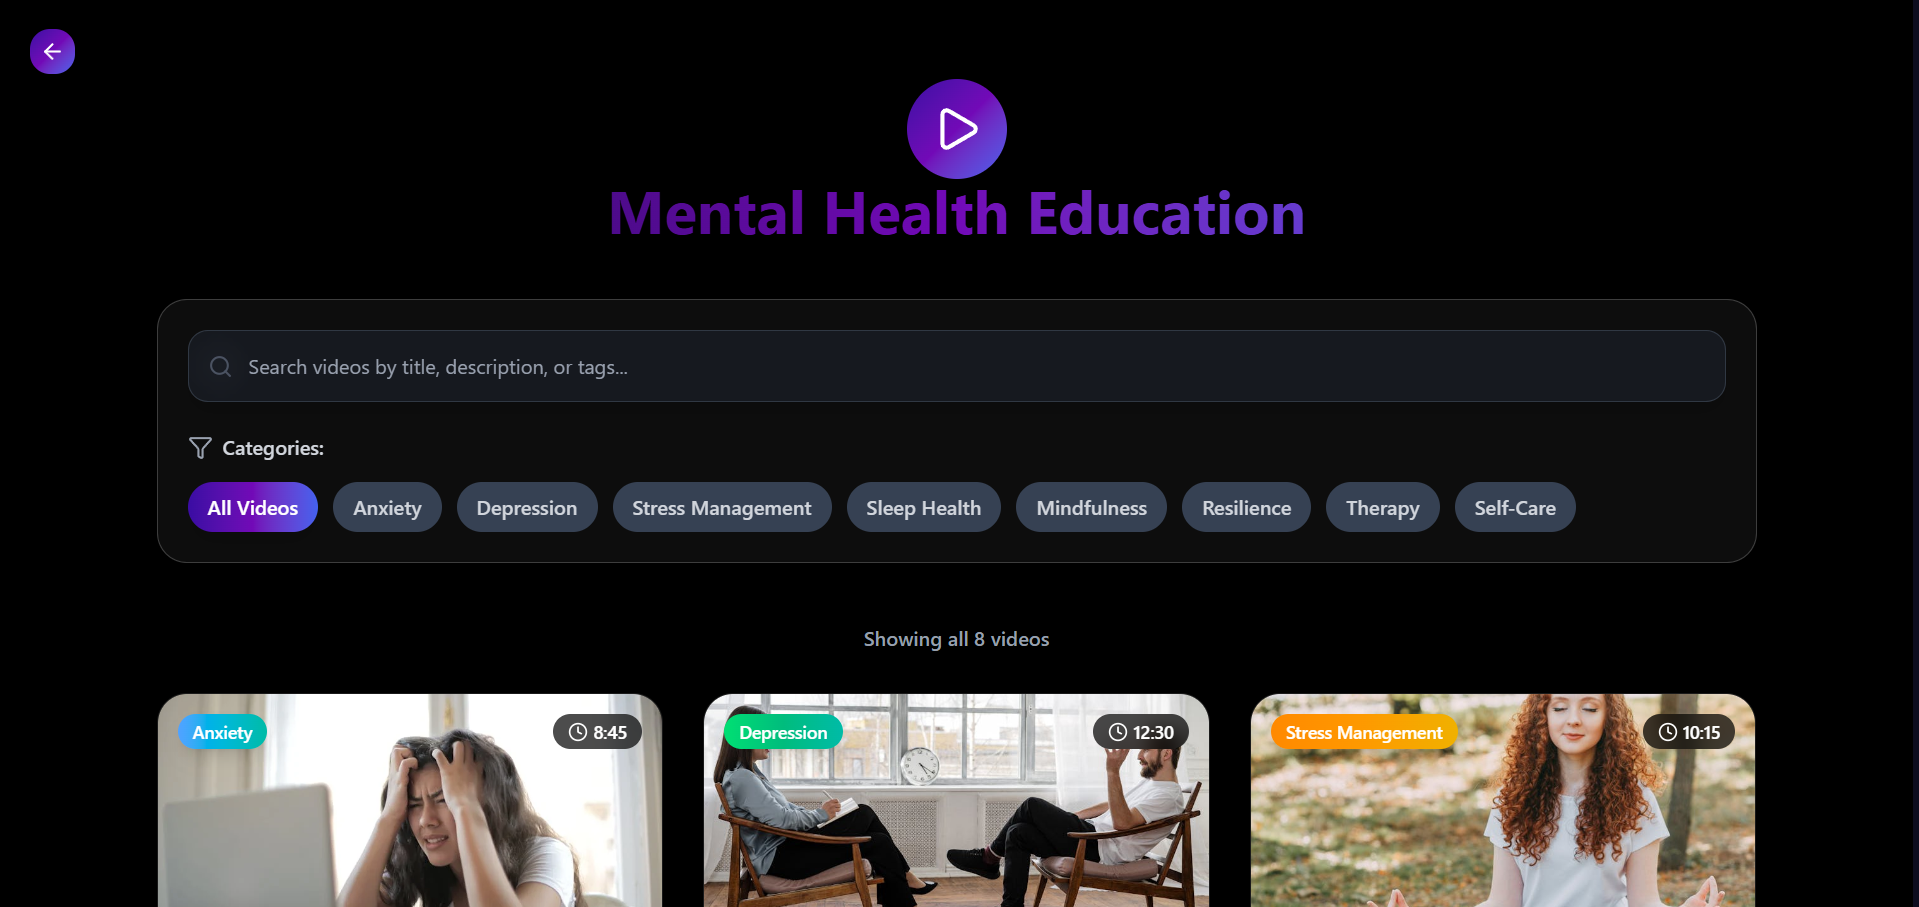 Mental Health Education
Search videos by title, description, or tags...
Categories:
All Videos
Anxiety
Depression
Stress Management
Sleep Health
Mindfulness
Resilience
Therapy
Self-Care
Showing all 8 videos
Anxiety
8:45
Depression
12:30
Stress Management
10:15